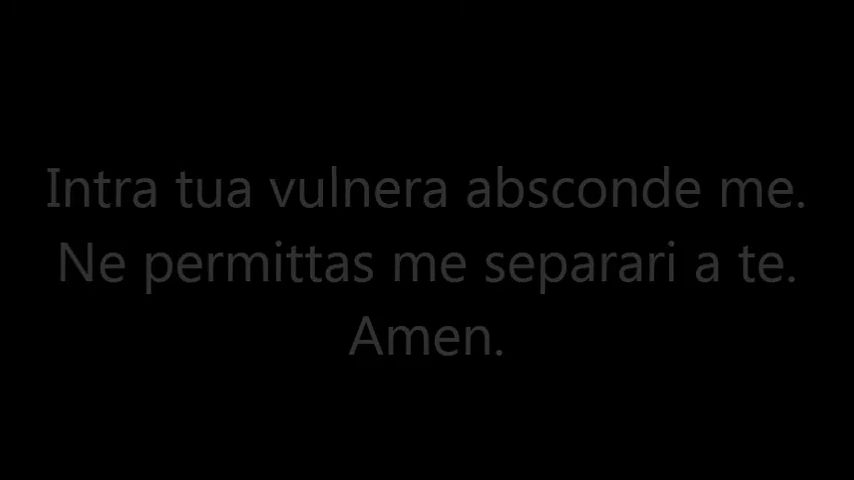 Intra tua vulnera absconde me.
Ne permittas me separari a te.
Amen.